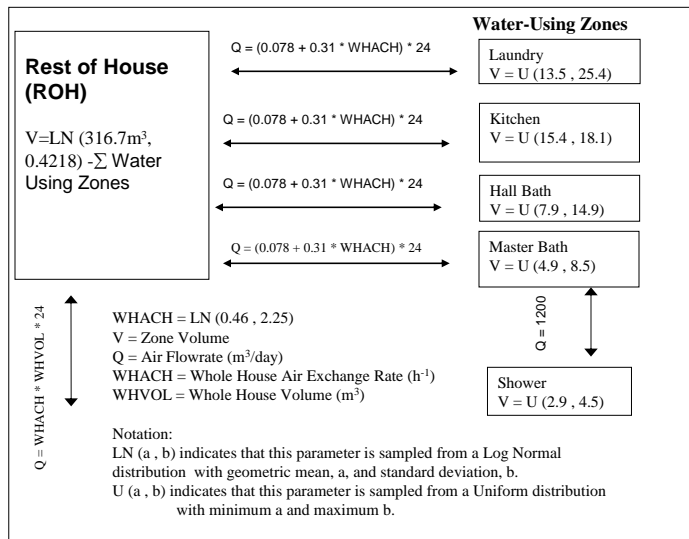 Water-Using Zones
Rest of House
(ROH)
V=LN (316.7m³,
0.4218) -∑ Water
Using Zones
Q = (0.078 + 0.31 * WHACH) * 24
Laundry
V = U (13.5 , 25.4)
Q = (0.078 + 0.31 * WHACH) * 24
Kitchen
V = U (15.4 , 18.1)
Q = (0.078 + 0.31 * WHACH) * 24
Hall Bath
V = U (7.9 , 14.9)
Q = (0.078 + 0.31 * WHACH) * 24
Master Bath
V = U (4.9 , 8.5)
Q = 1200
Shower
V = U (2.9 , 4.5)
Q = WHACH * WHVOL * 24
WHACH = LN (0.46 , 2.25)
V = Zone Volume
Q = Air Flowrate (m³/day)
WHACH = Whole House Air Exchange Rate (h⁻¹)
WHVOL = Whole House Volume (m³)
Notation:
LN (a , b) indicates that this parameter is sampled from a Log Normal
distribution with geometric mean, a, and standard deviation, b.
U (a , b) indicates that this parameter is sampled from a Uniform distribution
with minimum a and maximum b.